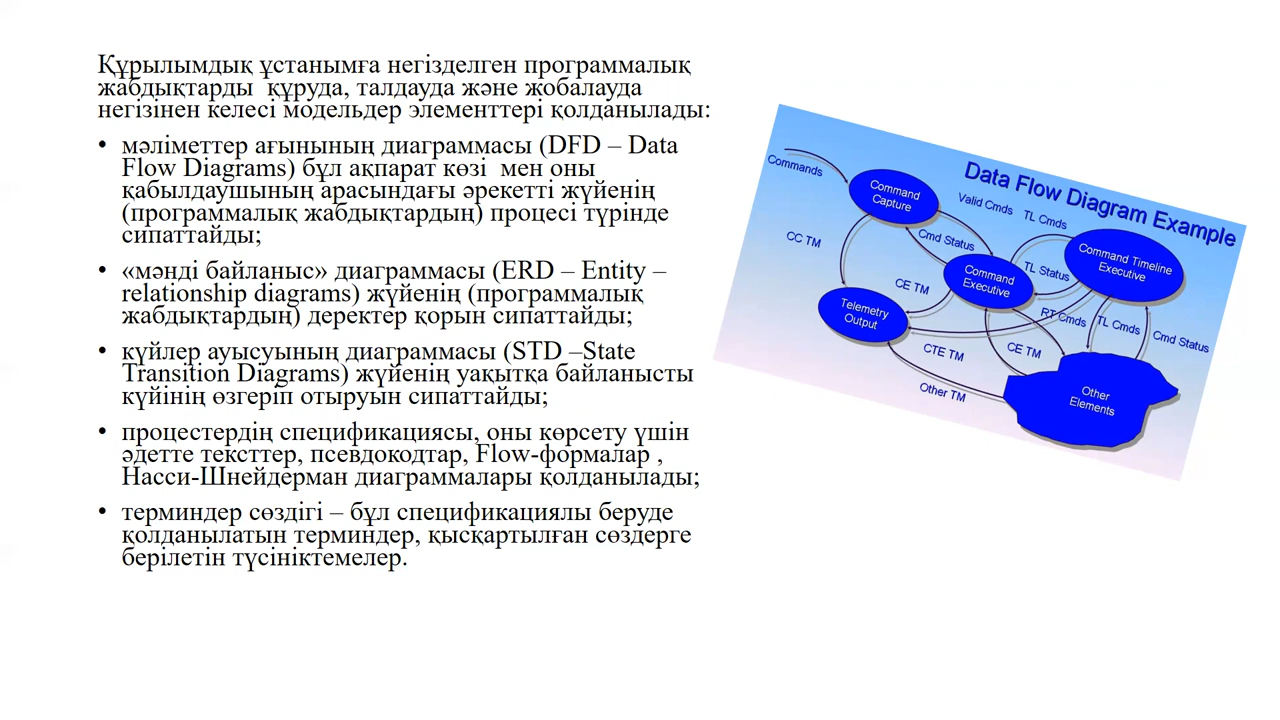 Құрылымдық ұстанымға негізделген программалық
жабдықтарды құруда, талдауда және жобалауда
негізінен келесі модельдер элементтері қолданылады:
• мәліметтер ағынының диаграммасы (DFD – Data
Flow Diagrams) бұл ақпарат көзі мен оны
қабылдаушының арасындағы әрекетті жүйенің
(программалық жабдықтардың) процесі түрінде
сипаттайды;
• «мәнді байланыс» диаграммасы (ERD – Entity –
relationship diagrams) жүйенің (программалық
жабдықтардың) деректер қорын сипаттайды;
• күйлер ауысуының диаграммасы (STD –State
Transition Diagrams) жүйенің уақытқа байланысты
күйінің өзгеріп отыруын сипаттайды;
• процестердің спецификациясы, оны көрсету үшін
әдетте тексттер, псевдокодтар, Flow-формалар ,
Насси-Шнейдерман диаграммалары қолданылады;
• терминдер сөздігі – бұл спецификациялы беруде
қолданылатын терминдер, қысқартылған сөздерге
берілетін түсініктемелер.
Data Flow Diagram Example
Commands
Command
Capture
Valid Cmds
TL Cmds
CC TM
Cmd Status
Command Timeline
Executive
Command
Executive
TL Status
CE TM
Telemetry
Output
RT Cmds
TL Cmds
Cmd Status
CTE TM
CE TM
Other TM
Other
Elements